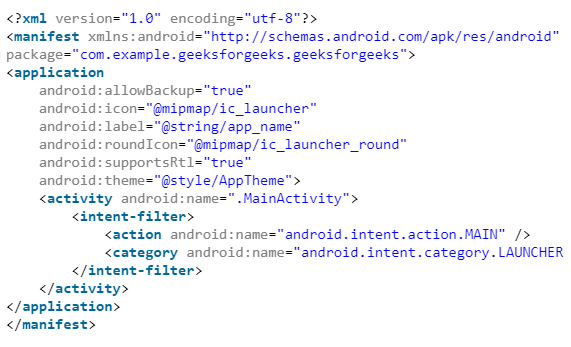 <?xml version="1.0" encoding="utf-8"?>
<manifest xmlns:android="http://schemas.android.com/apk/res/android"
package="com.example.geeksforgeeks.geeksforgeeks">
<application
    android:allowBackup="true"
    android:icon="@mipmap/ic_launcher"
    android:label="@string/app_name"
    android:roundIcon="@mipmap/ic_launcher_round"
    android:supportsRtl="true"
    android:theme="@style/AppTheme">
    <activity android:name=".MainActivity">
        <intent-filter>
            <action android:name="android.intent.action.MAIN" />
            <category android:name="android.intent.category.LAUNCHER
        </intent-filter>
    </activity>
</application>
</manifest>